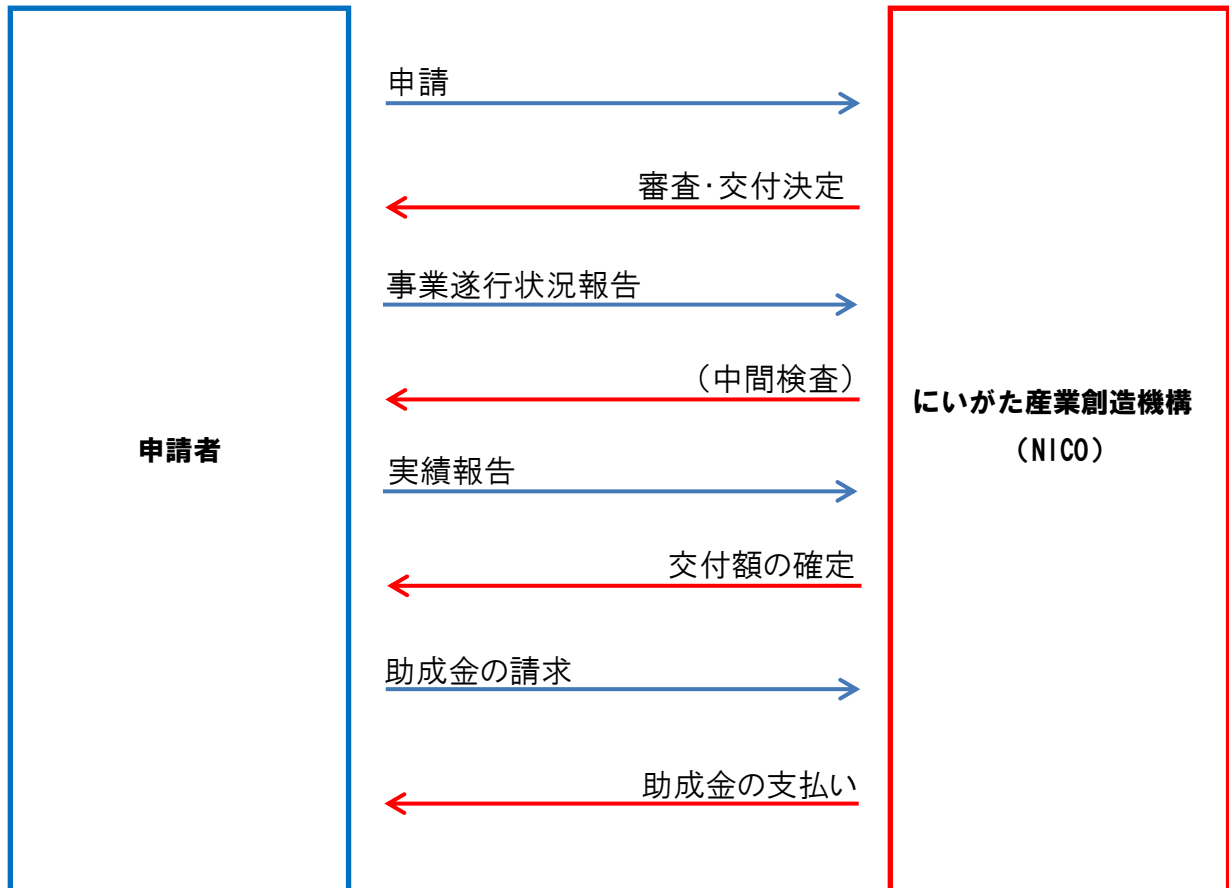 申請
審査・交付決定
事業遂行状況報告
（中間検査）
申請者
にいがた産業創造機構
（NICO）
実績報告
交付額の確定
助成金の請求
助成金の支払い